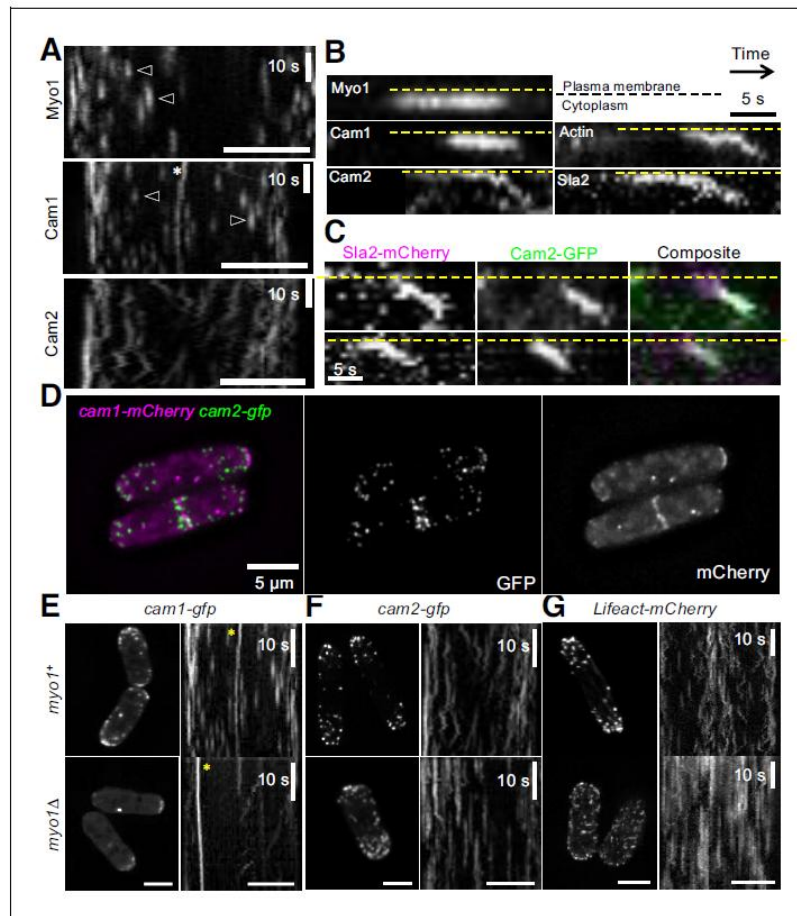 A
Myo1
10 s
Cam1
*
10 s
Cam2
10 s
B
Time
Myo1
Plasma membrane
Cytoplasm
5 s
Cam1
Actin
Cam2
Sla2
C
Sla2-mCherry
Cam2-GFP
Composite
5 s
D
cam1-mCherry cam2-gfp
5 µm
GFP
mCherry
E
cam1-gfp
F
cam2-gfp
G
Lifeact-mCherry
myo1+
*
10 s
10 s
10 s
myo1Δ
*
10 s
10 s
10 s